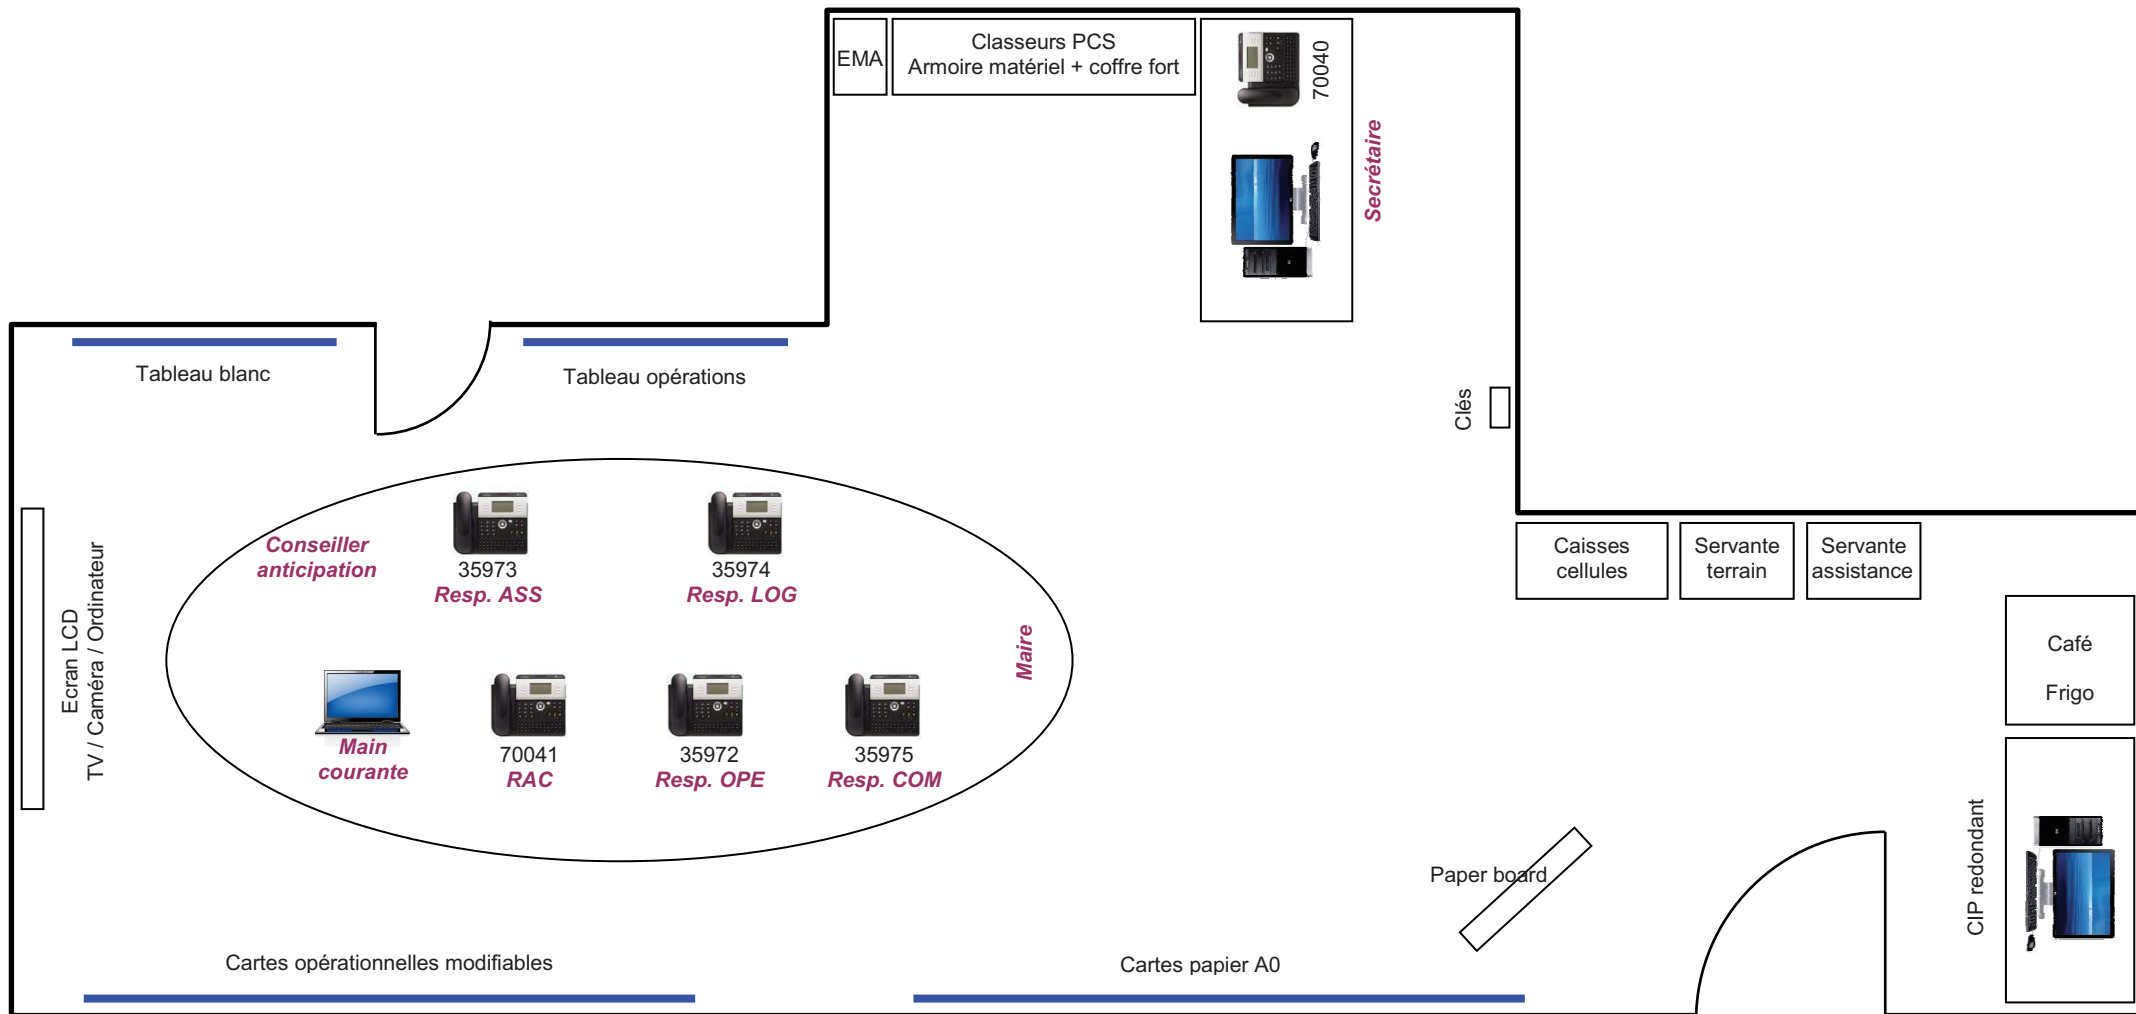 EMA
Classeurs PCS
Armoire matériel + coffre fort
70040
Secrétaire
Tableau blanc
Tableau opérations
Clés
Ecran LCD
TV / Caméra / Ordinateur
Conseiller
anticipation
35973
Resp. ASS
35974
Resp. LOG
Maire
Main
courante
70041
RAC
35972
Resp. OPE
35975
Resp. COM
Caisses
cellules
Servante
terrain
Servante
assistance
Café
Frigo
CIP redondant
Paper board
Cartes opérationnelles modifiables
Cartes papier A0